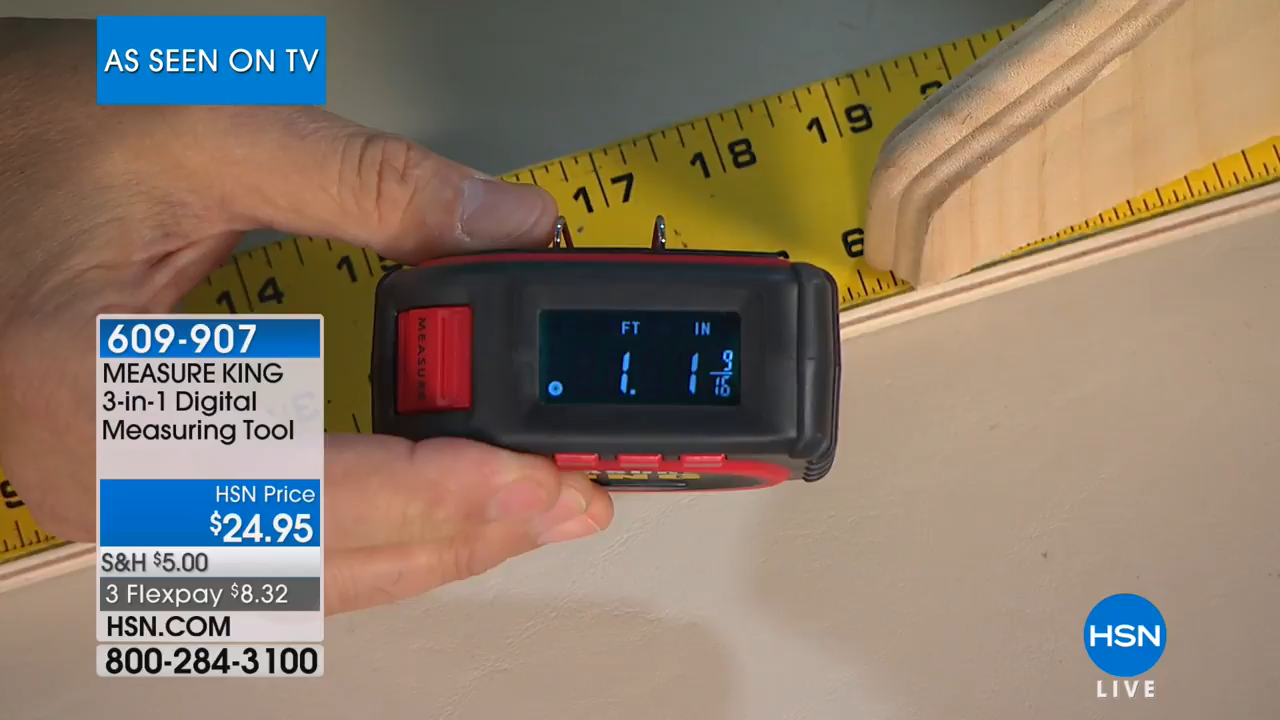 AS SEEN ON TV
2
19
18
17
6
1
14
FT IN
1. 1 9/16
MEASURE
609-907
MEASURE KING
3-in-1 Digital
Measuring Tool
HSN Price
$24.95
S&H $5.00
3 Flexpay $8.32
HSN.COM
800-284-3100
HSN
LIVE